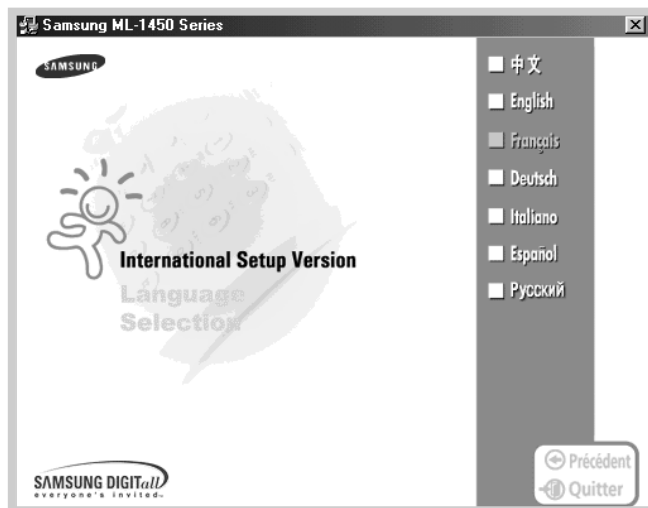 Samsung ML-1450 Series
SAMSUNG
中文
English
Français
Deutsch
Italiano
Español
Русский
International Setup Version
Language
Selection
SAMSUNG DIGITall
everyone's invited™
Précédent
Quitter